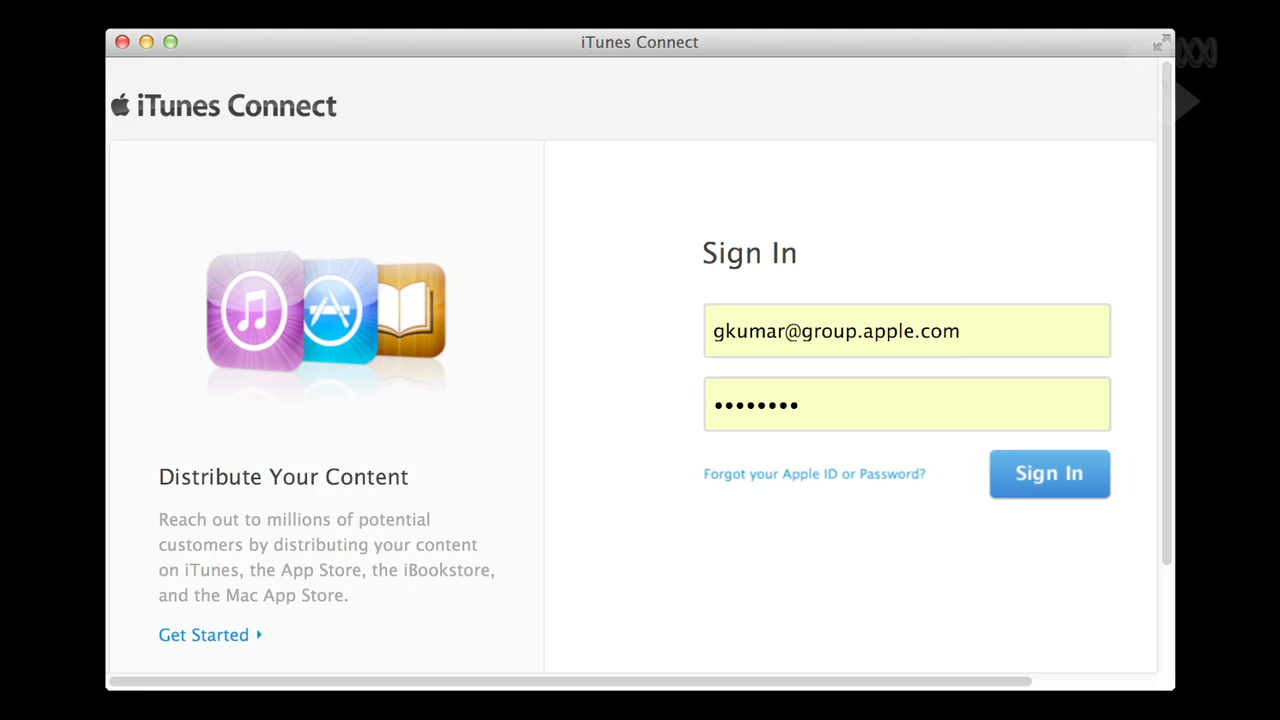 iTunes Connect
iTunes Connect
Sign In
gkumar@group.apple.com
••••••••
Forgot your Apple ID or Password?
Sign In
Distribute Your Content
Reach out to millions of potential
customers by distributing your content
on iTunes, the App Store, the iBookstore,
and the Mac App Store.
Get Started